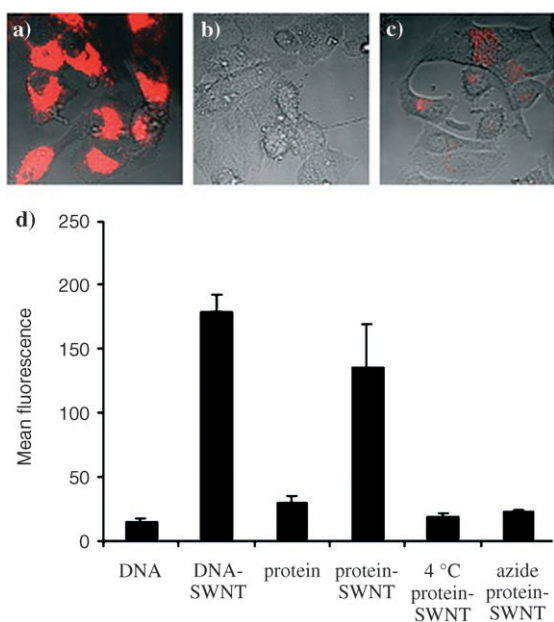 a)
b)
c)
d)
Mean fluorescence
250
200
150
100
50
0
DNA
DNA-
SWNT
protein
protein-
SWNT
4 °C
protein-
SWNT
azide
protein-
SWNT